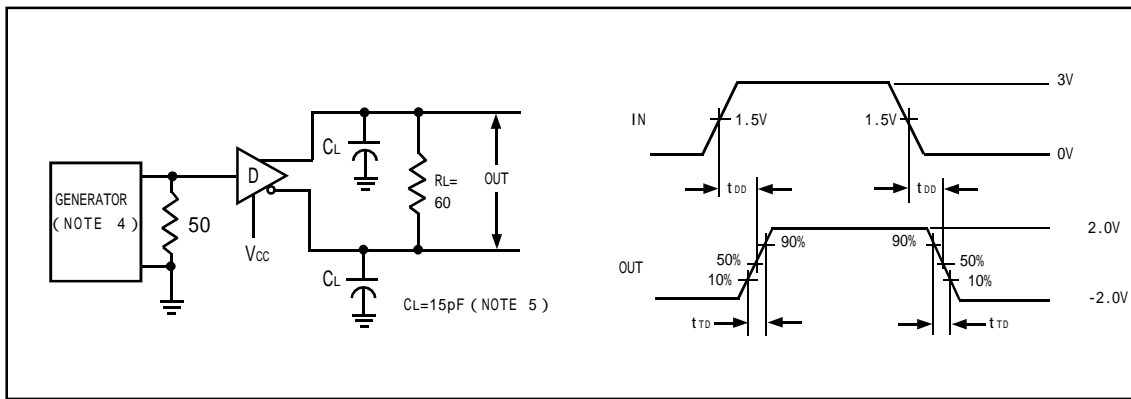 GENERATOR
(NOTE 4)
50
D
VCC
CL
CL
RL=
60
OUT
CL=15pF (NOTE 5)
IN
1.5V
1.5V
3V
0V
tDD
tDD
OUT
90%
50%
10%
90%
50%
10%
2.0V
-2.0V
tTD
tTD